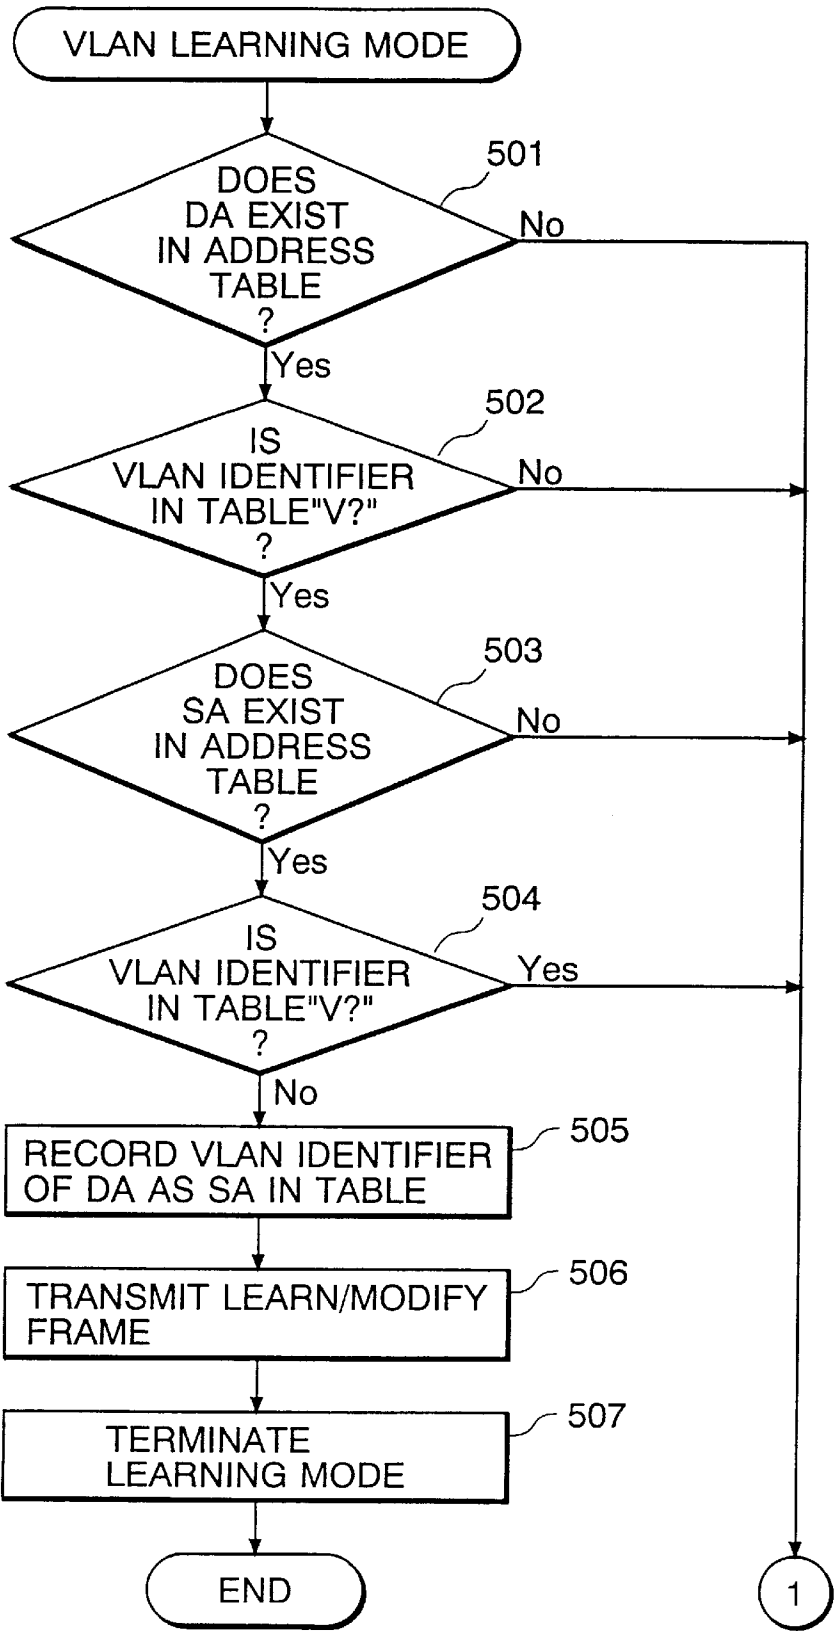 VLAN LEARNING MODE
501
DOES
DA EXIST
IN ADDRESS
TABLE
?
No
Yes
502
IS
VLAN IDENTIFIER
IN TABLE"V?"
?
No
Yes
503
DOES
SA EXIST
IN ADDRESS
TABLE
?
No
Yes
504
IS
VLAN IDENTIFIER
IN TABLE"V?"
?
Yes
No
505
RECORD VLAN IDENTIFIER
OF DA AS SA IN TABLE
506
TRANSMIT LEARN/MODIFY
FRAME
507
TERMINATE
LEARNING MODE
END
1